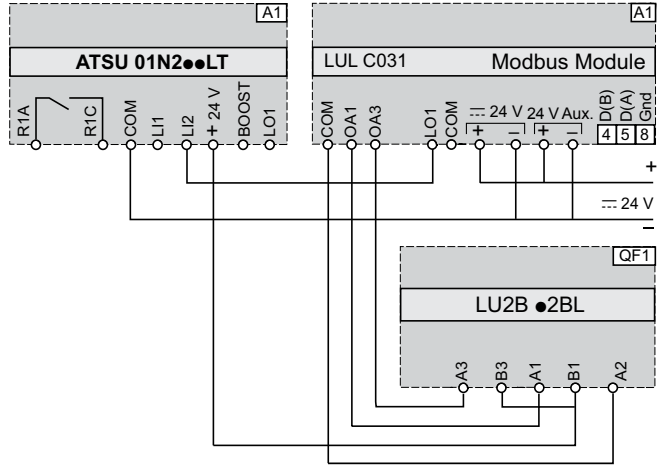 A1
ATSU 01N2●●LT
R1A
R1C
COM
LI1
LI2
+ 24 V
BOOST
LO1
A1
LUL C031 Modbus Module
COM
OA1
OA3
LO1
COM
⎓ 24 V
+ −
24 V Aux.
+ −
D(B)
D(A)
Gnd
4 5 8
+
⎓ 24 V
−
QF1
LU2B ●2BL
A3
B3
A1
B1
A2